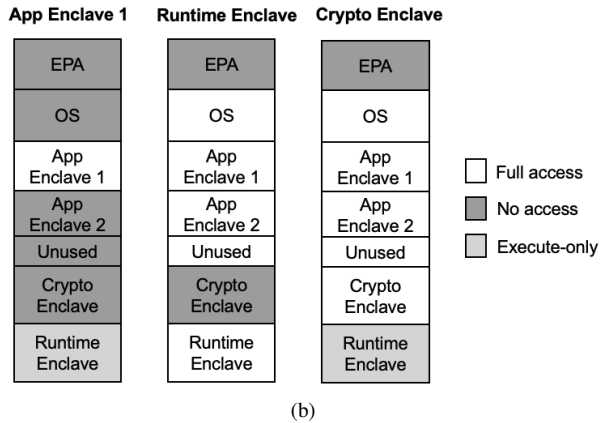 App Enclave 1
Runtime Enclave
Crypto Enclave
EPA
OS
App
Enclave 1
App
Enclave 2
Unused
Crypto
Enclave
Runtime
Enclave
EPA
OS
App
Enclave 1
App
Enclave 2
Unused
Crypto
Enclave
Runtime
Enclave
EPA
OS
App
Enclave 1
App
Enclave 2
Unused
Crypto
Enclave
Runtime
Enclave
Full access
No access
Execute-only
(b)